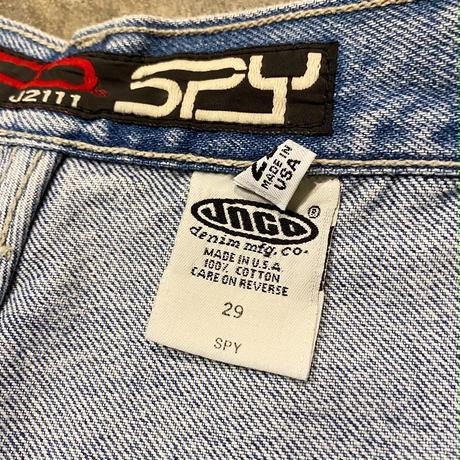 J2111 SPY
MADE IN
USA
JNCO ®
denim mfg. co.
MADE IN U.S.A
100% COTTON
CARE ON REVERSE
29
SPY